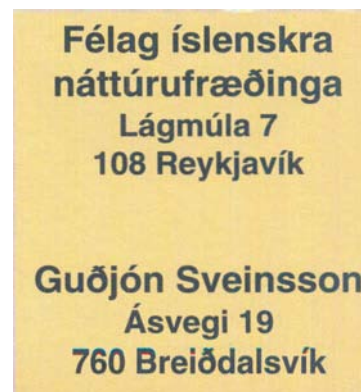 Félag íslenskra
náttúrufræðinga
Lágmúla 7
108 Reykjavík
Guðjón Sveinsson
Ásvegi 19
760 Breiðdalsvík